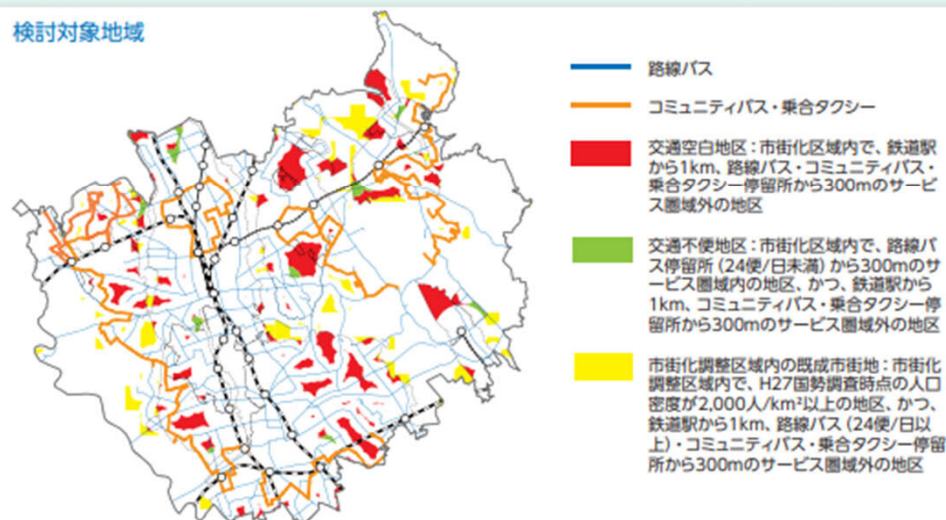 検討対象地域
路線バス
コミュニティバス・乗合タクシー
交通空白地区：市街化区域内で、鉄道駅
から1km、路線バス・コミュニティバス・
乗合タクシー停留所から300mのサービ
ス圏域外の地区
交通不便地区：市街化区域内で、路線バ
ス停留所（24便/日未満）から300mのサ
ービス圏域内の地区、かつ、鉄道駅から
1km、コミュニティバス・乗合タクシー停
留所から300mのサービス圏域外の地区
市街化調整区域内の既成市街地：市街化
調整区域内で、H27国勢調査時点の人口
密度が2,000人/km²以上の地区、かつ、
鉄道駅から1km、路線バス（24便/日以
上）・コミュニティバス・乗合タクシー停留
所から300mのサービス圏域外の地区